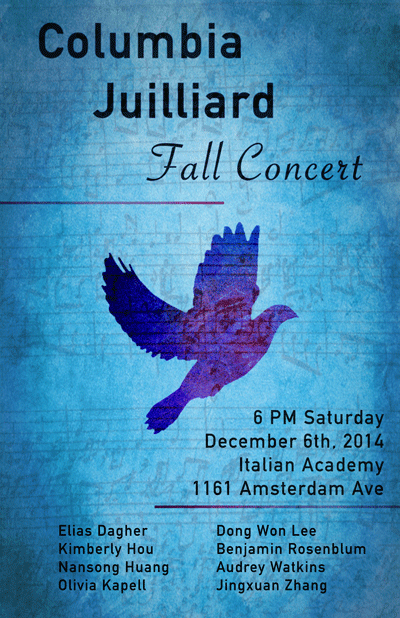 Columbia
Juilliard
Fall Concert
6 PM Saturday
December 6th, 2014
Italian Academy
1161 Amsterdam Ave
Elias Dagher
Kimberly Hou
Nansong Huang
Olivia Kapell
Dong Won Lee
Benjamin Rosenblum
Audrey Watkins
Jingxuan Zhang